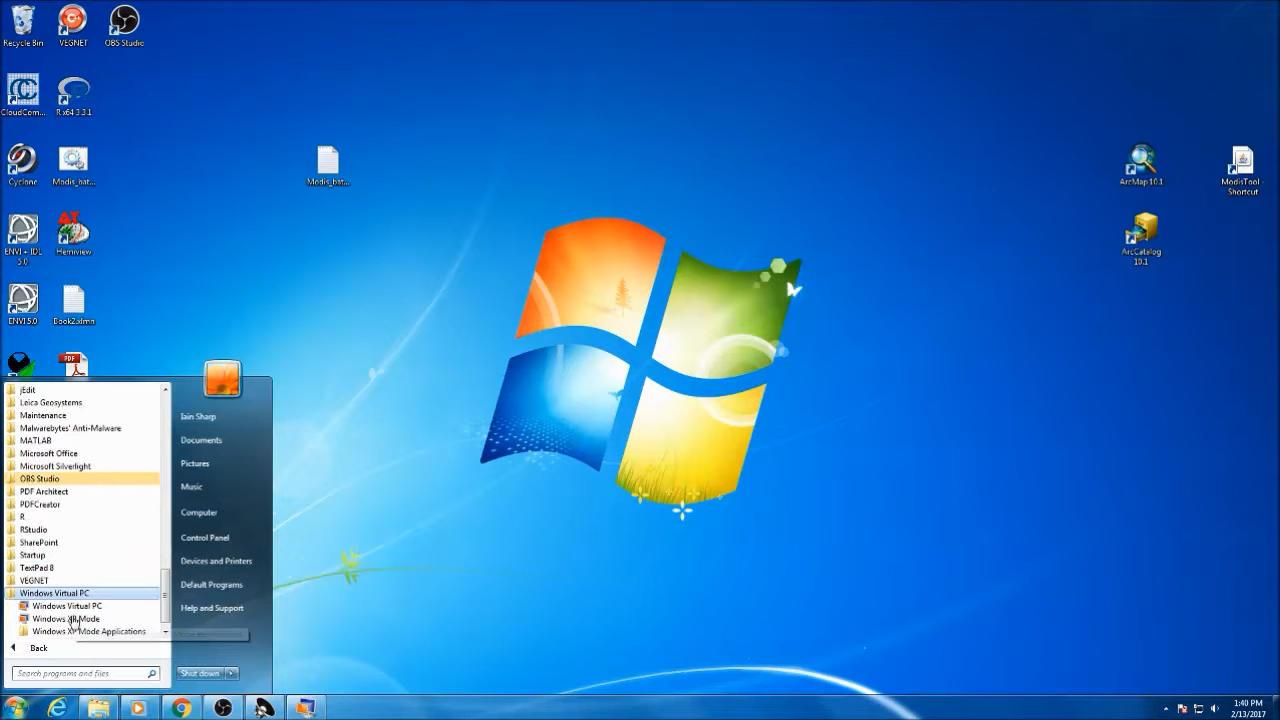 Recycle Bin
VEGNET
OBS Studio
CloudCom...
R x64 3.3.1
Cyclone
Modis_bat...
Modis_bat...
ArcMap 10.1
ModisTool -
Shortcut
ENVI + IDL
5.0
Hemiview
ArcCatalog
10.1
ENVI 5.0
PDF
jEdit
Leica Geosystems
Maintenance
Malwarebytes' Anti-Malware
MATLAB
Microsoft Office
Microsoft Silverlight
OBS Studio
PDF Architect
PDFCreator
R
RStudio
SharePoint
Startup
TextPad 8
VEGNET
Windows Virtual PC
Windows Virtual PC
Windows XP Mode
Windows XP Mode Applications
Back
Search programs and files
Iain Sharp
Documents
Pictures
Music
Computer
Control Panel
Devices and Printers
Default Programs
Help and Support
Shut down
1:40 PM
2/13/2017